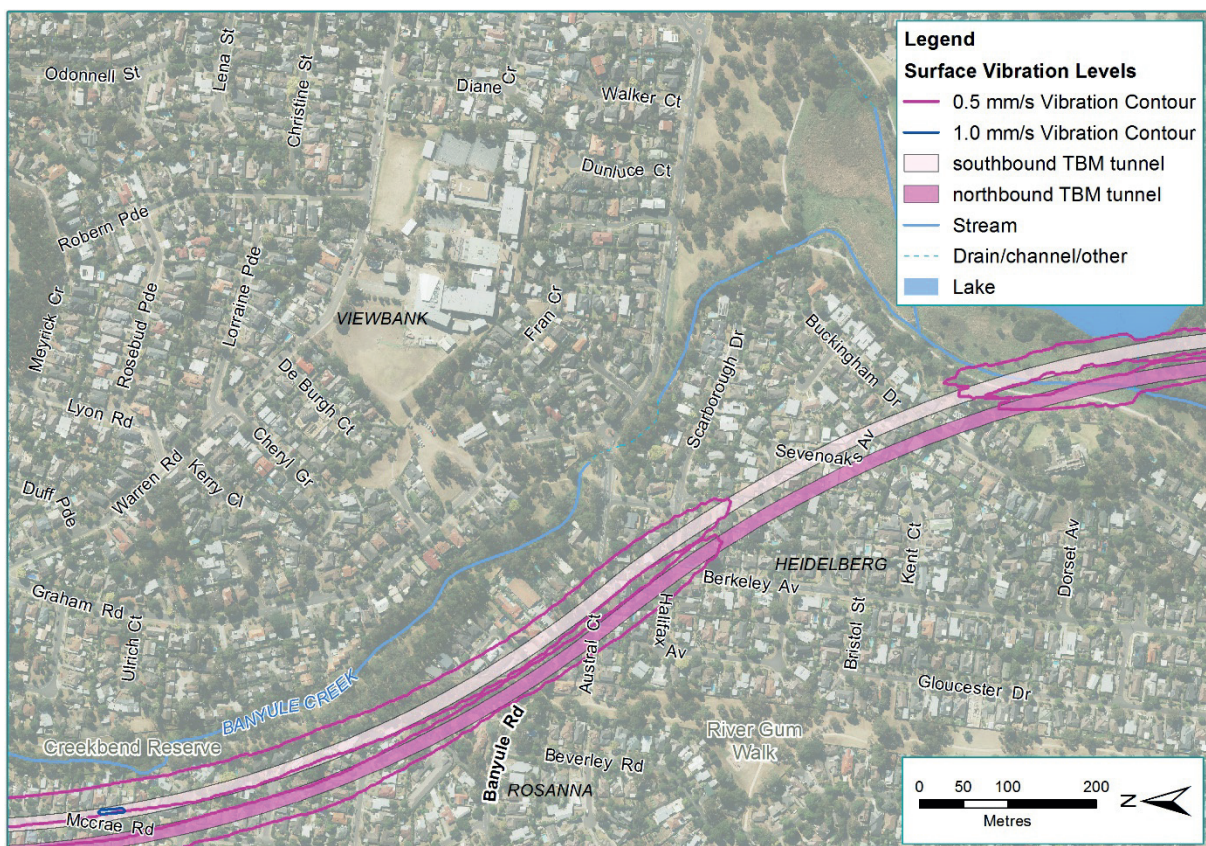 Legend
Surface Vibration Levels
0.5 mm/s Vibration Contour
1.0 mm/s Vibration Contour
southbound TBM tunnel
northbound TBM tunnel
Stream
Drain/channel/other
Lake
Odonnell St
Lena St
Christine St
Diane Cr
Walker Ct
Dunluce Ct
Robern Pde
Meyrick Cr
Rosebud Pde
Lorraine Pde
VIEWBANK
Fran Cr
De Burgh Ct
Lyon Rd
Cheryl Gr
Kerry Cl
Warren Rd
Duff Pde
Scarborough Dr
Buckingham Dr
Sevenoaks Av
Graham Rd
Ulrich Ct
BANYULE CREEK
Creekbend Reserve
Mccrae Rd
Banyule Rd
Austral Ct
Halifax Av
Berkeley Av
HEIDELBERG
Kent Ct
Dorset Av
Bristol St
Gloucester Dr
River Gum
Walk
Beverley Rd
ROSANNA
0 50 100 200
Metres
N